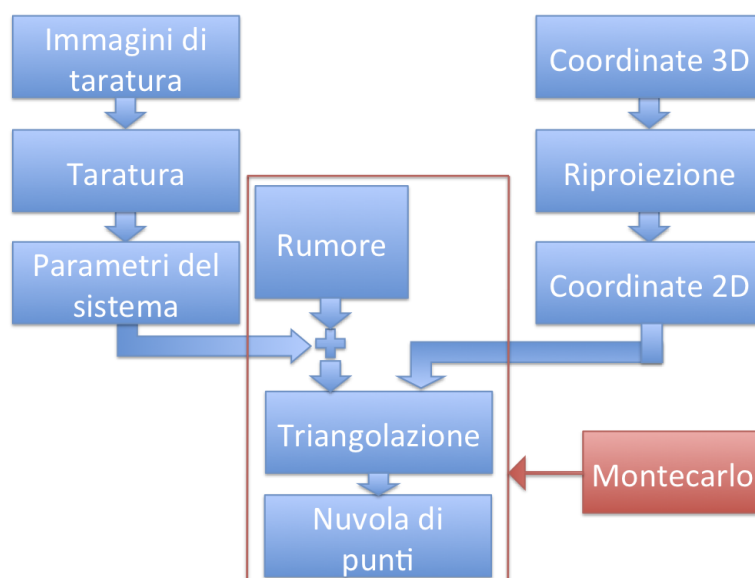 Immagini di
taratura
Taratura
Parametri del
sistema
Rumore
Coordinate 3D
Riproiezione
Coordinate 2D
Triangolazione
Nuvola di
punti
Montecarlo